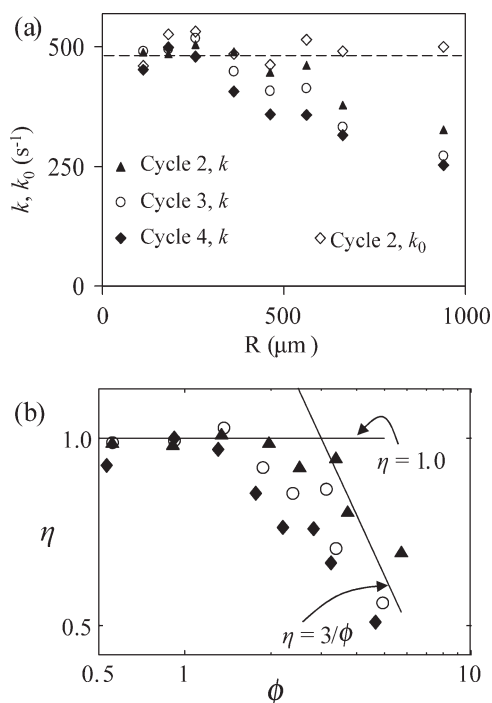 (a)
500
250
0
k, k₀ (s⁻¹)
Cycle 2, k
Cycle 3, k
Cycle 4, k
Cycle 2, k₀
0
500
1000
R (μm)
(b)
1.0
0.5
η
η = 1.0
η = 3/ϕ
0.5
1
10
ϕ